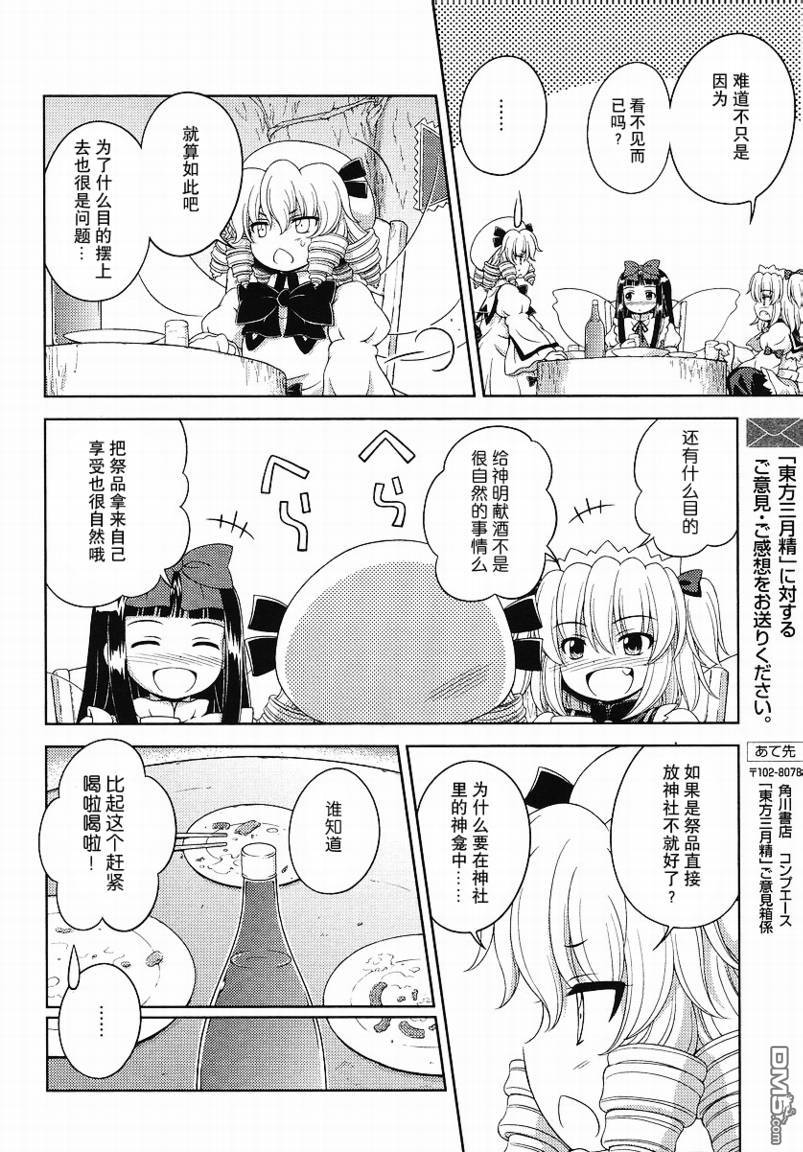 难道不只是
因为
看不见而
已吗？
……
就算如此吧
为了什么目的摆上
去也很是问题…
还有什么目的
给神明献酒不是
很自然的事情么
へら
へら
把祭品拿来自己
享受也很自然哦
如果是祭品直接
放神社不就好了？
为什么要在神社
里的神龛中……
谁知道
比起这个赶紧
喝啦喝啦！
……
「東方三月精」に対する
ご意見・ご感想をお送りください。
あて先
〒102-8078
角川書店　コンプエース
「東方三月精」ご意見箱係
DM5.com